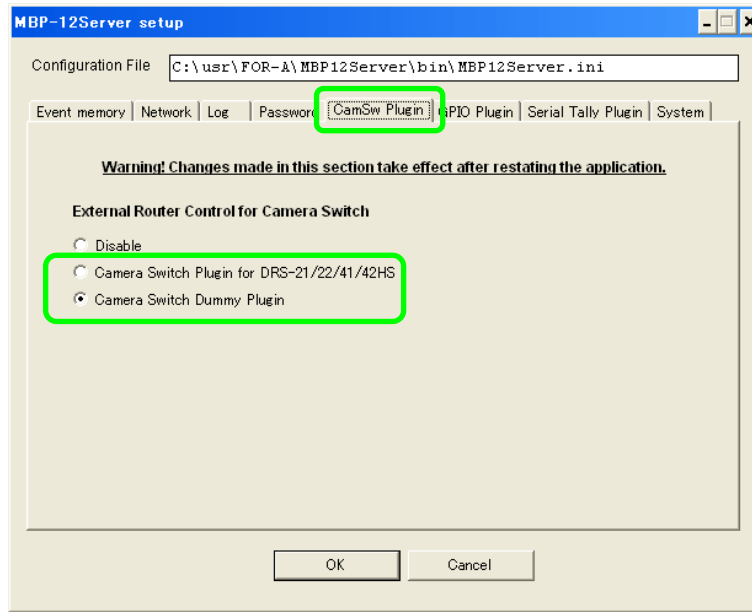 MBP-12Server setup
Configuration File C:\usr\FOR-A\MBP12Server\bin\MBP12Server.ini
Event memory Network Log Password CamSw Plugin GPIO Plugin Serial Tally Plugin System
Warning! Changes made in this section take effect after restating the application.
External Router Control for Camera Switch
Disable
Camera Switch Plugin for DRS-21/22/41/42HS
Camera Switch Dummy Plugin
OK Cancel